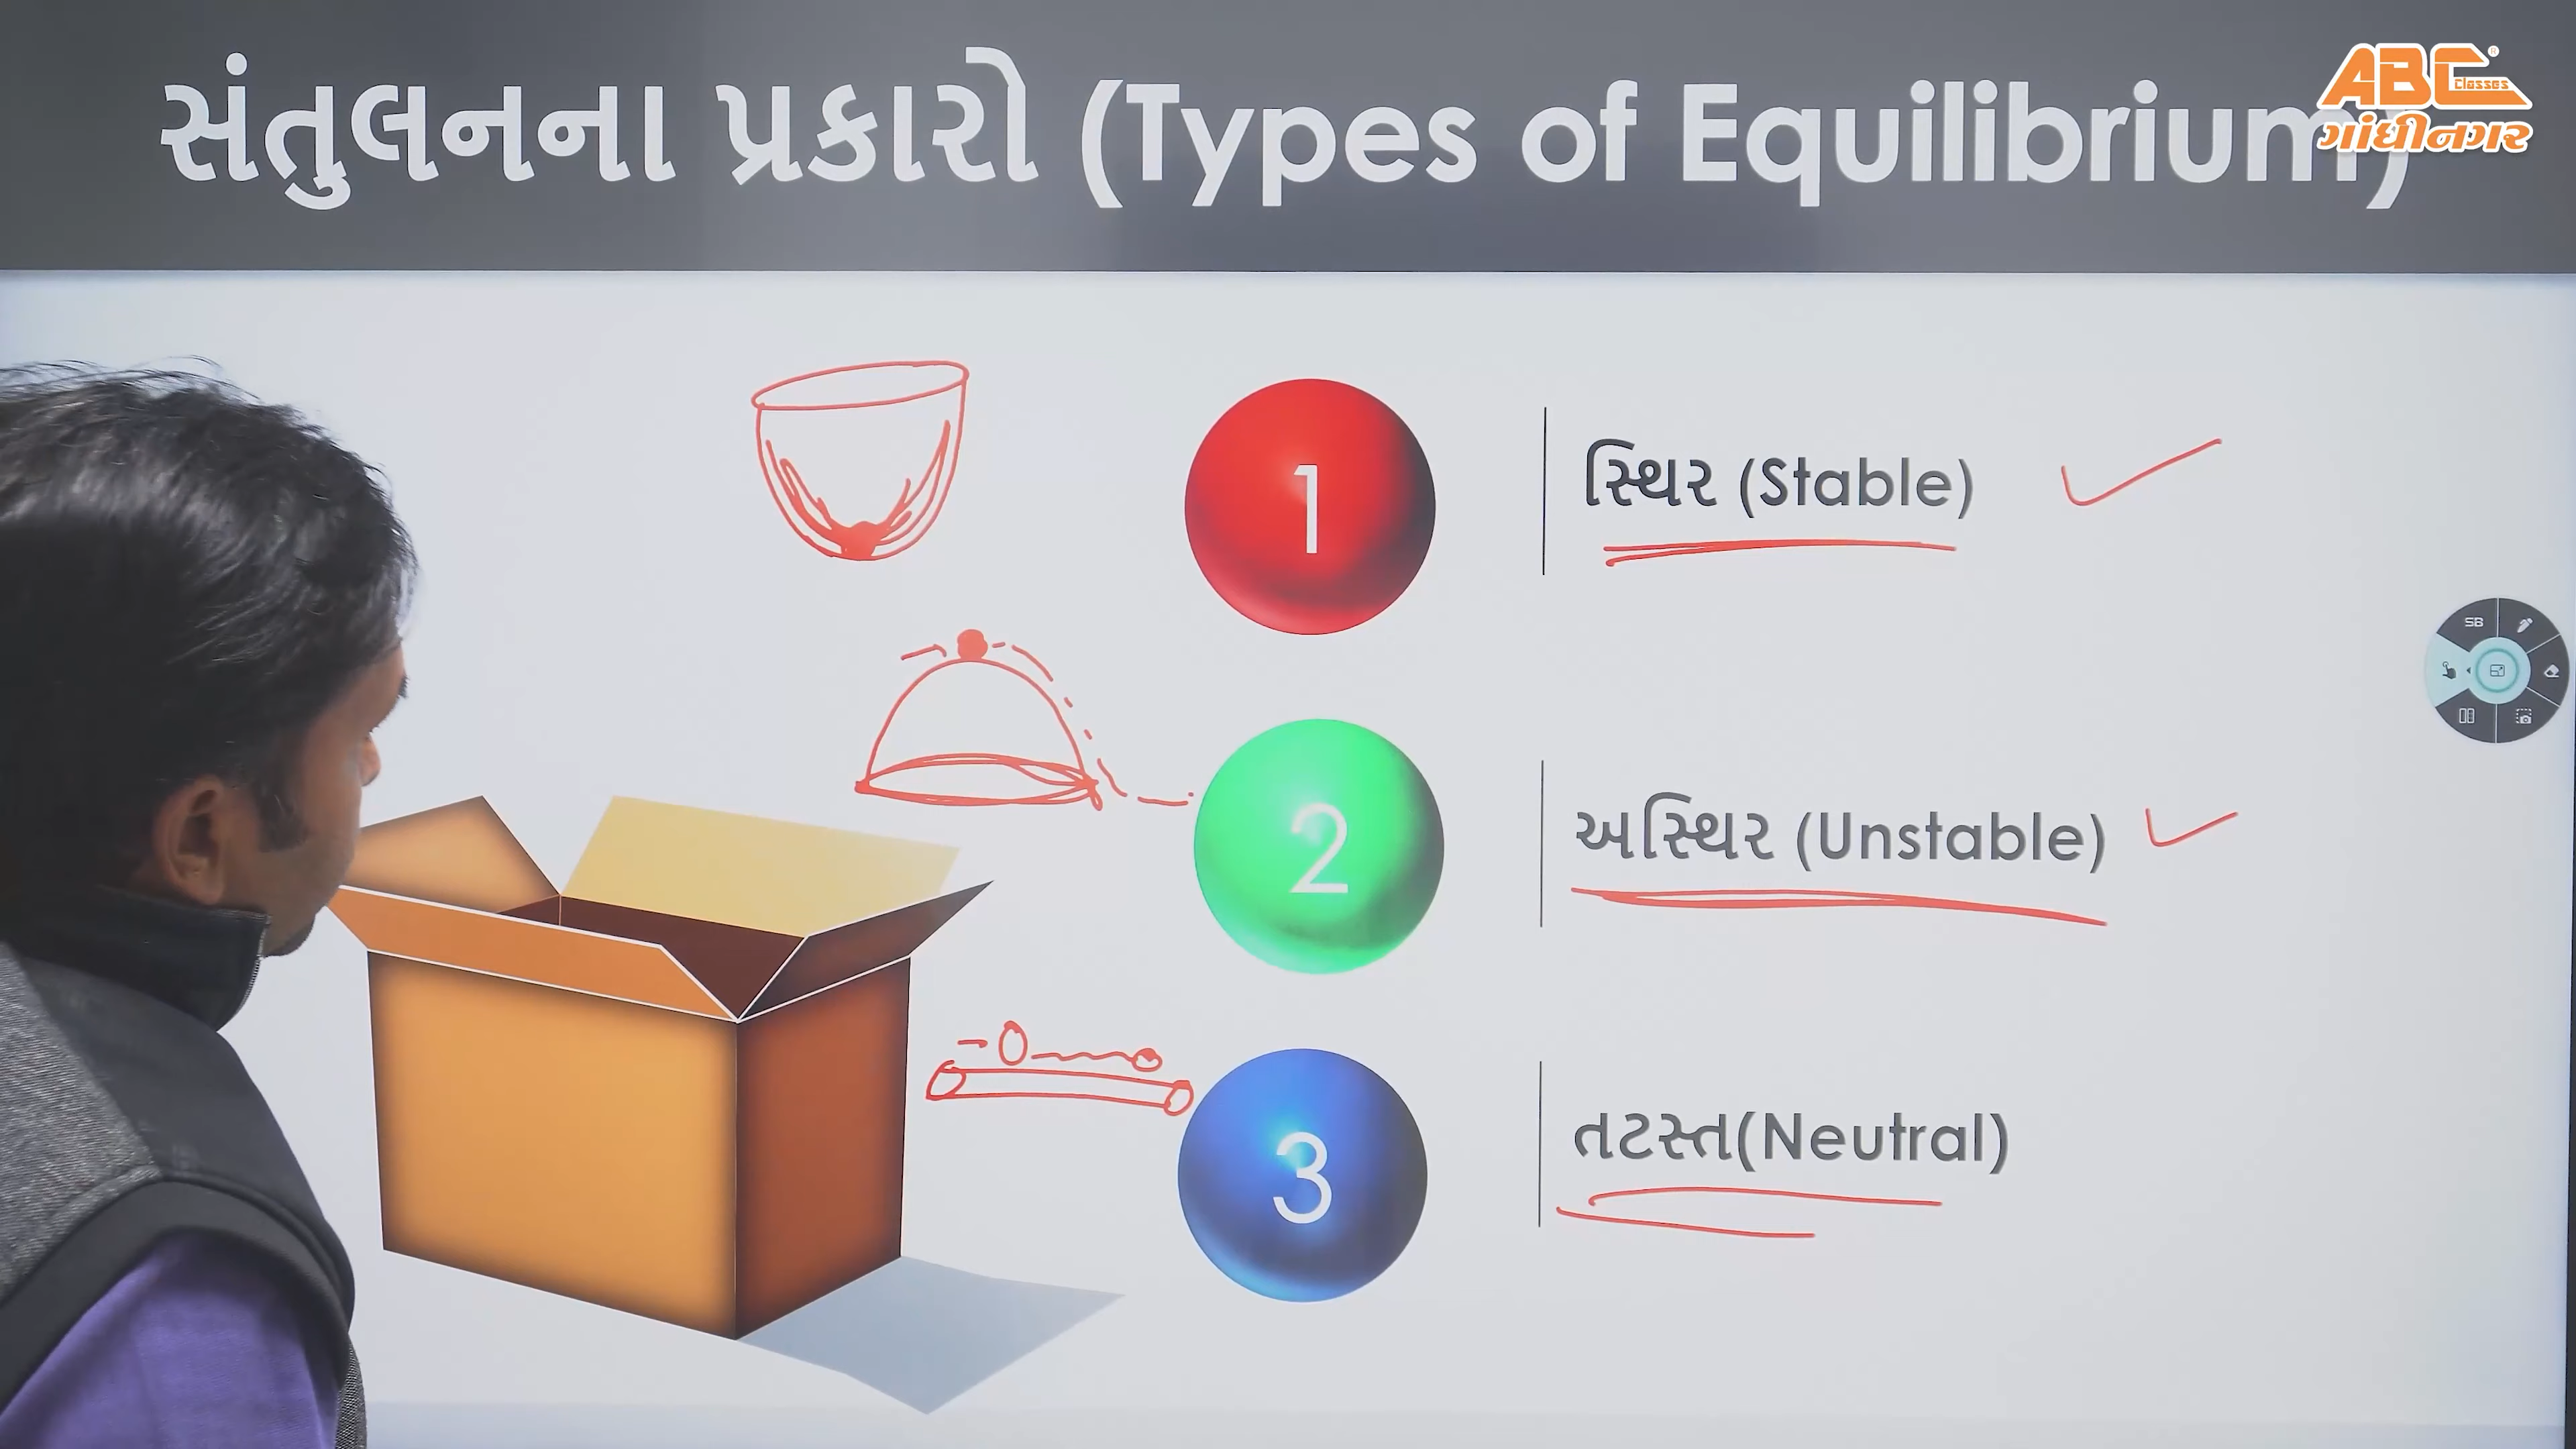 સંતુલનના પ્રકારો (Types of Equilibrium)
ABC Classes
ગાંધીનગર
1
સ્થિર (Stable)
SB
2
અસ્થિર (Unstable)
3
તટસ્ત(Neutral)